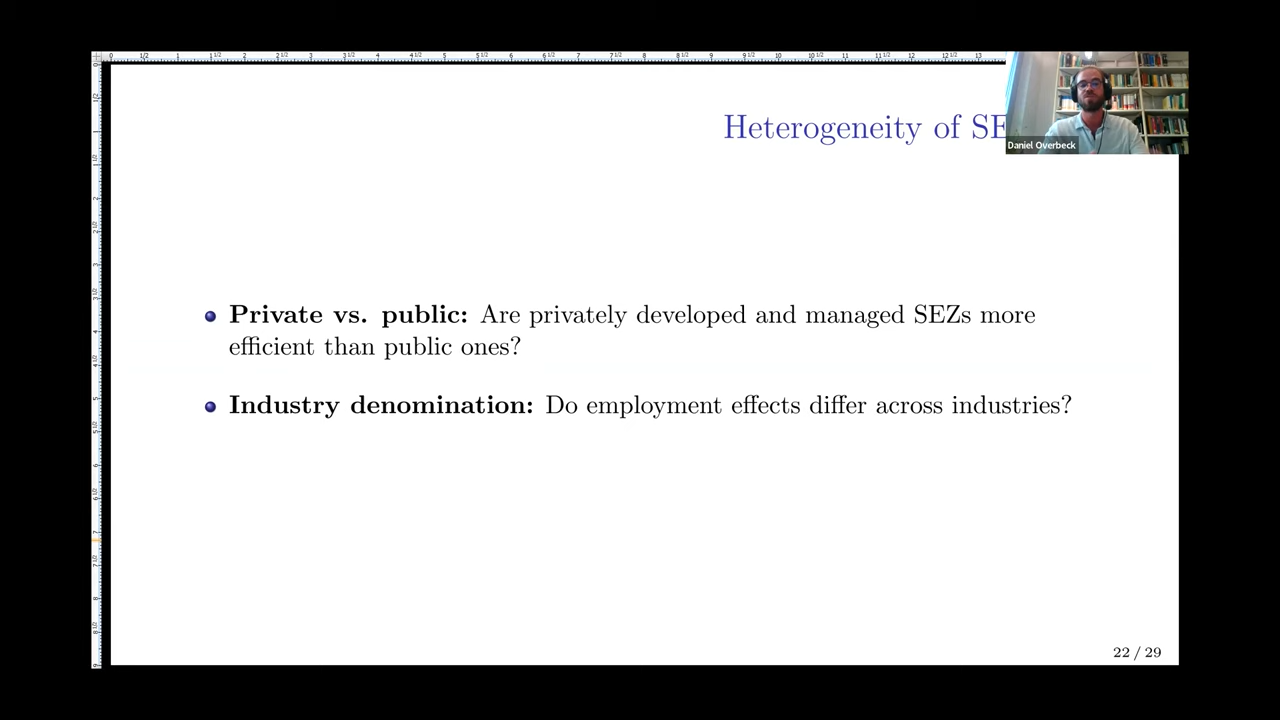 Heterogeneity of SE
Daniel Overbeck
Private vs. public: Are privately developed and managed SEZs more
efficient than public ones?
Industry denomination: Do employment effects differ across industries?
22 / 29